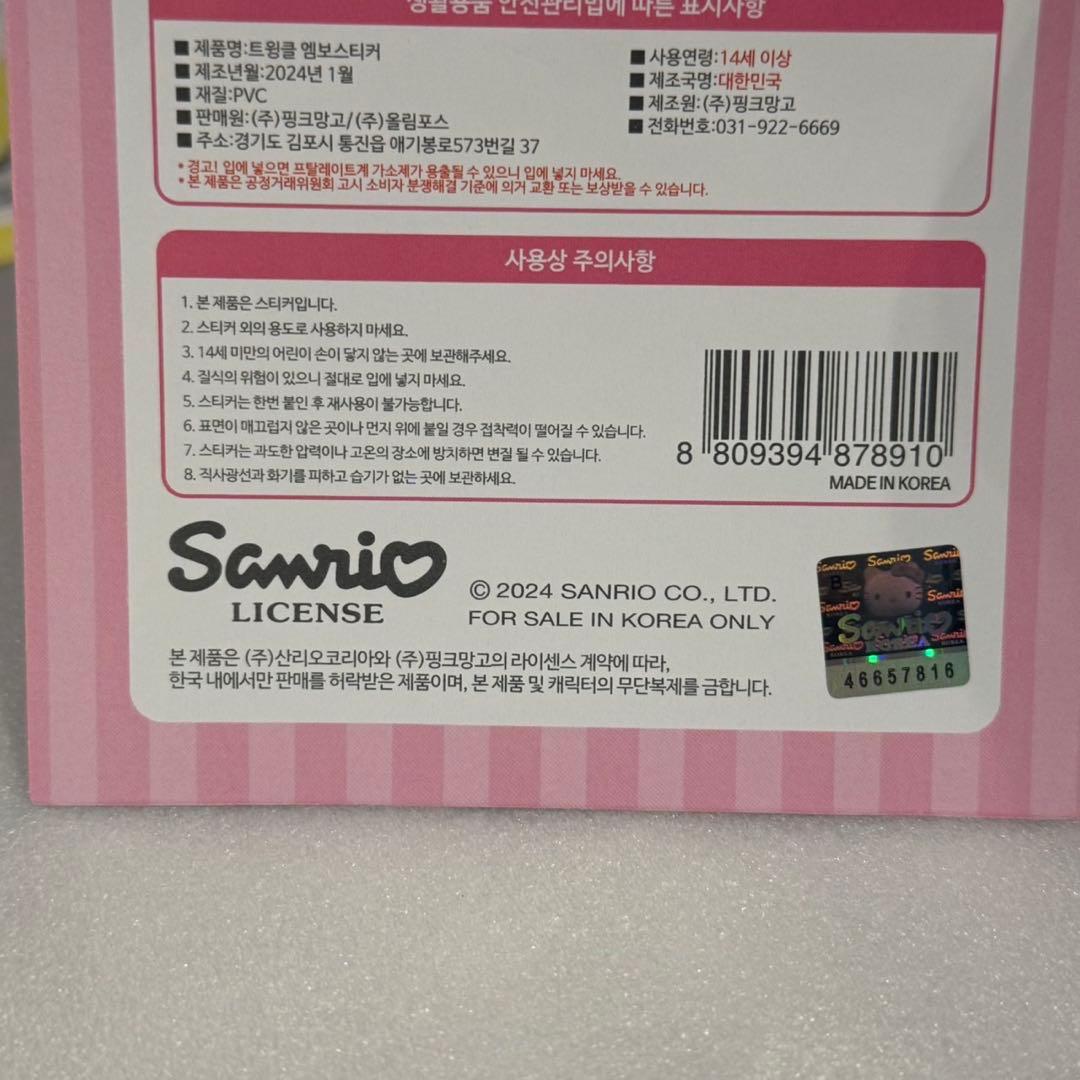 생활용품 안전관리법에 따른 표시사항
■ 제품명:트윙클 엠보스티커
■ 제조년월:2024년 1월
■ 재질:PVC
■ 판매원:(주)핑크망고/(주)올림포스
■ 주소:경기도 김포시 통진읍 애기봉로573번길 37
■ 사용연령:14세 이상
■ 제조국명:대한민국
■ 제조원:(주)핑크망고
■ 전화번호:031-922-6669
* 경고! 입에 넣으면 프탈레이트계 가소제가 용출될 수 있으니 입에 넣지 마세요.
* 본 제품은 공정거래위원회 고시 소비자 분쟁해결 기준에 의거 교환 또는 보상받을 수 있습니다.
사용상 주의사항
1. 본 제품은 스티커입니다.
2. 스티커 외의 용도로 사용하지 마세요.
3. 14세 미만의 어린이 손이 닿지 않는 곳에 보관해주세요.
4. 질식의 위험이 있으니 절대로 입에 넣지 마세요.
5. 스티커는 한번 붙인 후 재사용이 불가능합니다.
6. 표면이 매끄럽지 않은 곳이나 먼지 위에 붙일 경우 접착력이 떨어질 수 있습니다.
7. 스티커는 과도한 압력이나 고온의 장소에 방치하면 변질 될 수 있습니다.
8. 직사광선과 화기를 피하고 습기가 없는 곳에 보관하세요.
8 809394 878910
MADE IN KOREA
Sanrio
LICENSE
© 2024 SANRIO CO., LTD.
FOR SALE IN KOREA ONLY
본 제품은 (주)산리오코리아와 (주)핑크망고의 라이센스 계약에 따라,
한국 내에서만 판매를 허락받은 제품이며, 본 제품 및 캐릭터의 무단복제를 금합니다.
Sanrio Sanrio Sanrio
B
Sanrio
Sanrio
Sanrio
KOREA
46657816